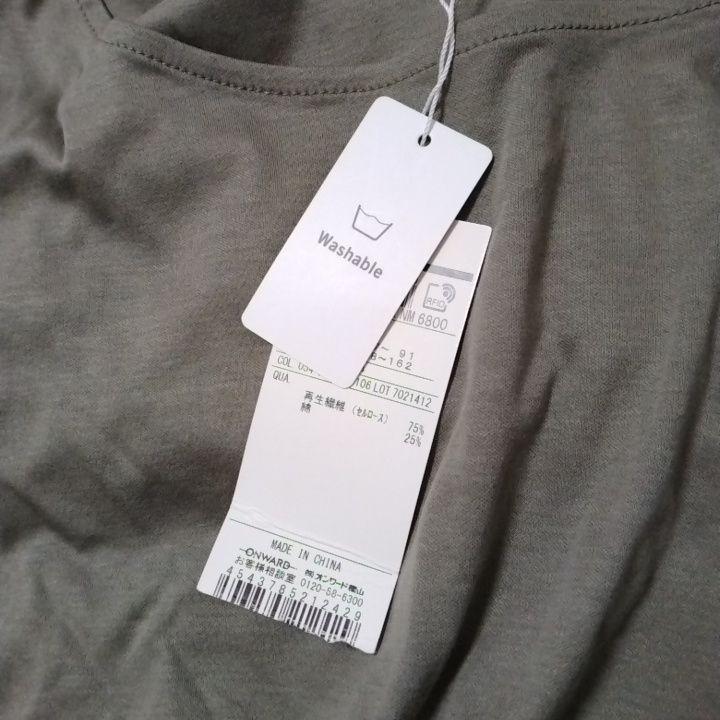 Washable
RFID
NM 6800
～ 91
～162
COL 106 LOT 7021412
QUA.
再生繊維（セルロース） 75%
綿 25%
MADE IN CHINA
ONWARD ㈱オンワード樫山
お客様相談室 0120-58-6300
4543785212429